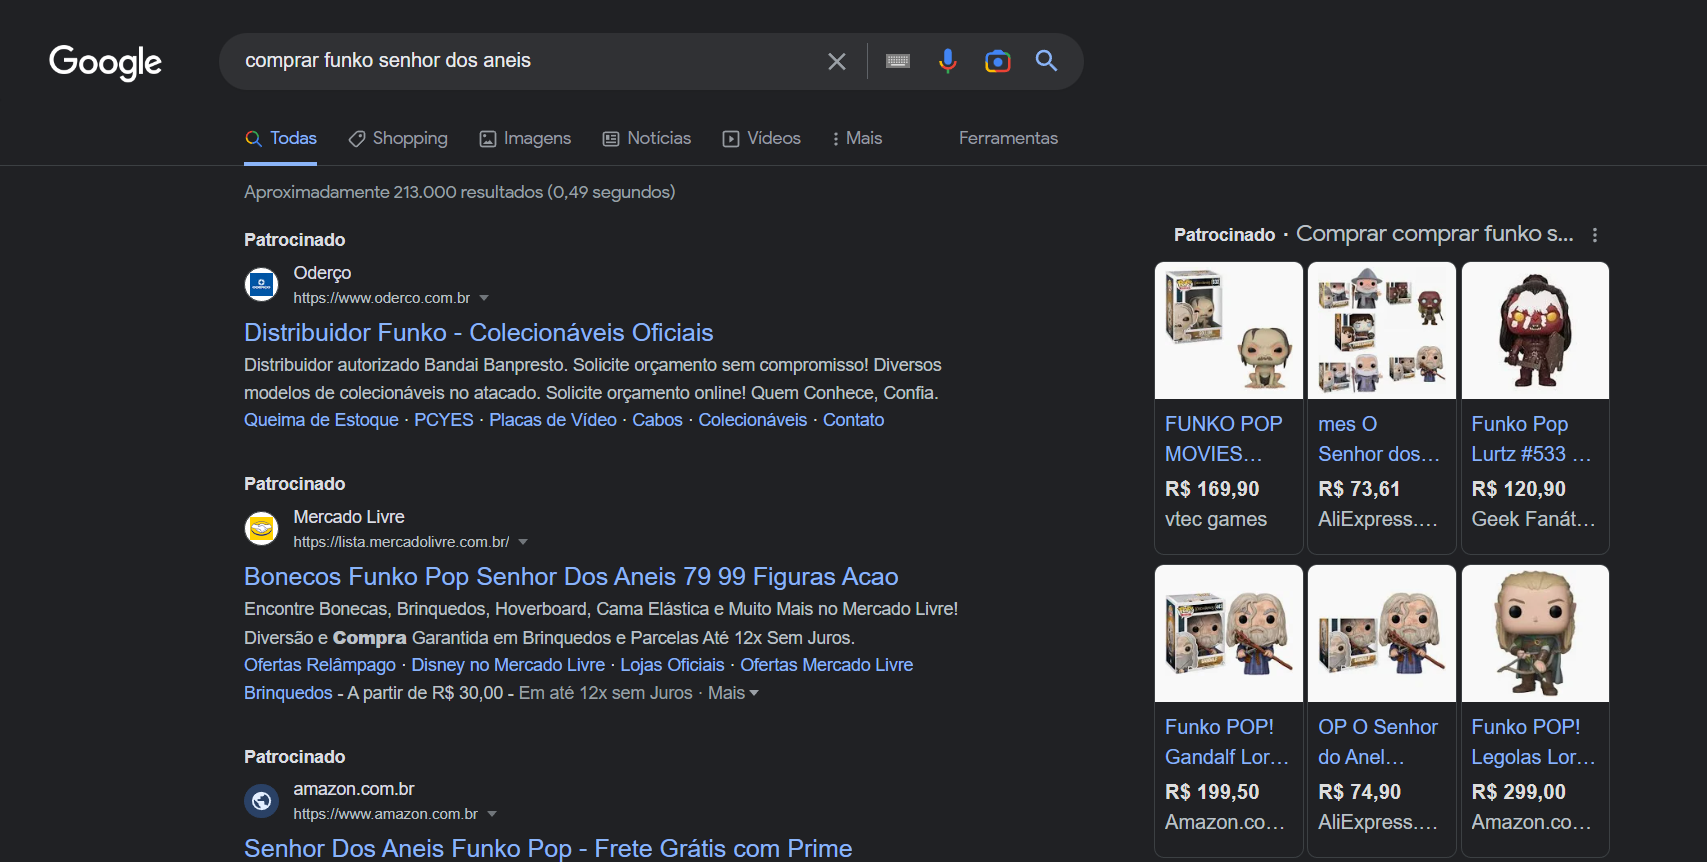 Google
comprar funko senhor dos aneis
Todas
Shopping
Imagens
Notícias
Vídeos
Mais
Ferramentas
Aproximadamente 213.000 resultados (0,49 segundos)
Patrocinado
Oderço
https://www.oderco.com.br
Distribuidor Funko - Colecionáveis Oficiais
Distribuidor autorizado Bandai Banpresto. Solicite orçamento sem compromisso! Diversos
modelos de colecionáveis no atacado. Solicite orçamento online! Quem Conhece, Confia.
Queima de Estoque · PCYES · Placas de Vídeo · Cabos · Colecionáveis · Contato
Patrocinado
Mercado Livre
https://lista.mercadolivre.com.br/
Bonecos Funko Pop Senhor Dos Aneis 79 99 Figuras Acao
Encontre Bonecas, Brinquedos, Hoverboard, Cama Elástica e Muito Mais no Mercado Livre!
Diversão e Compra Garantida em Brinquedos e Parcelas Até 12x Sem Juros.
Ofertas Relâmpago · Disney no Mercado Livre · Lojas Oficiais · Ofertas Mercado Livre
Brinquedos - A partir de R$ 30,00 - Em até 12x sem Juros · Mais
Patrocinado
amazon.com.br
https://www.amazon.com.br
Senhor Dos Aneis Funko Pop - Frete Grátis com Prime
Patrocinado · Comprar comprar funko s...
FUNKO POP
MOVIES...
R$ 169,90
vtec games
mes O
Senhor dos...
R$ 73,61
AliExpress....
Funko Pop
Lurtz #533 ...
R$ 120,90
Geek Fanát...
Funko POP!
Gandalf Lor...
R$ 199,50
Amazon.co...
OP O Senhor
do Anel...
R$ 74,90
AliExpress....
Funko POP!
Legolas Lor...
R$ 299,00
Amazon.co...